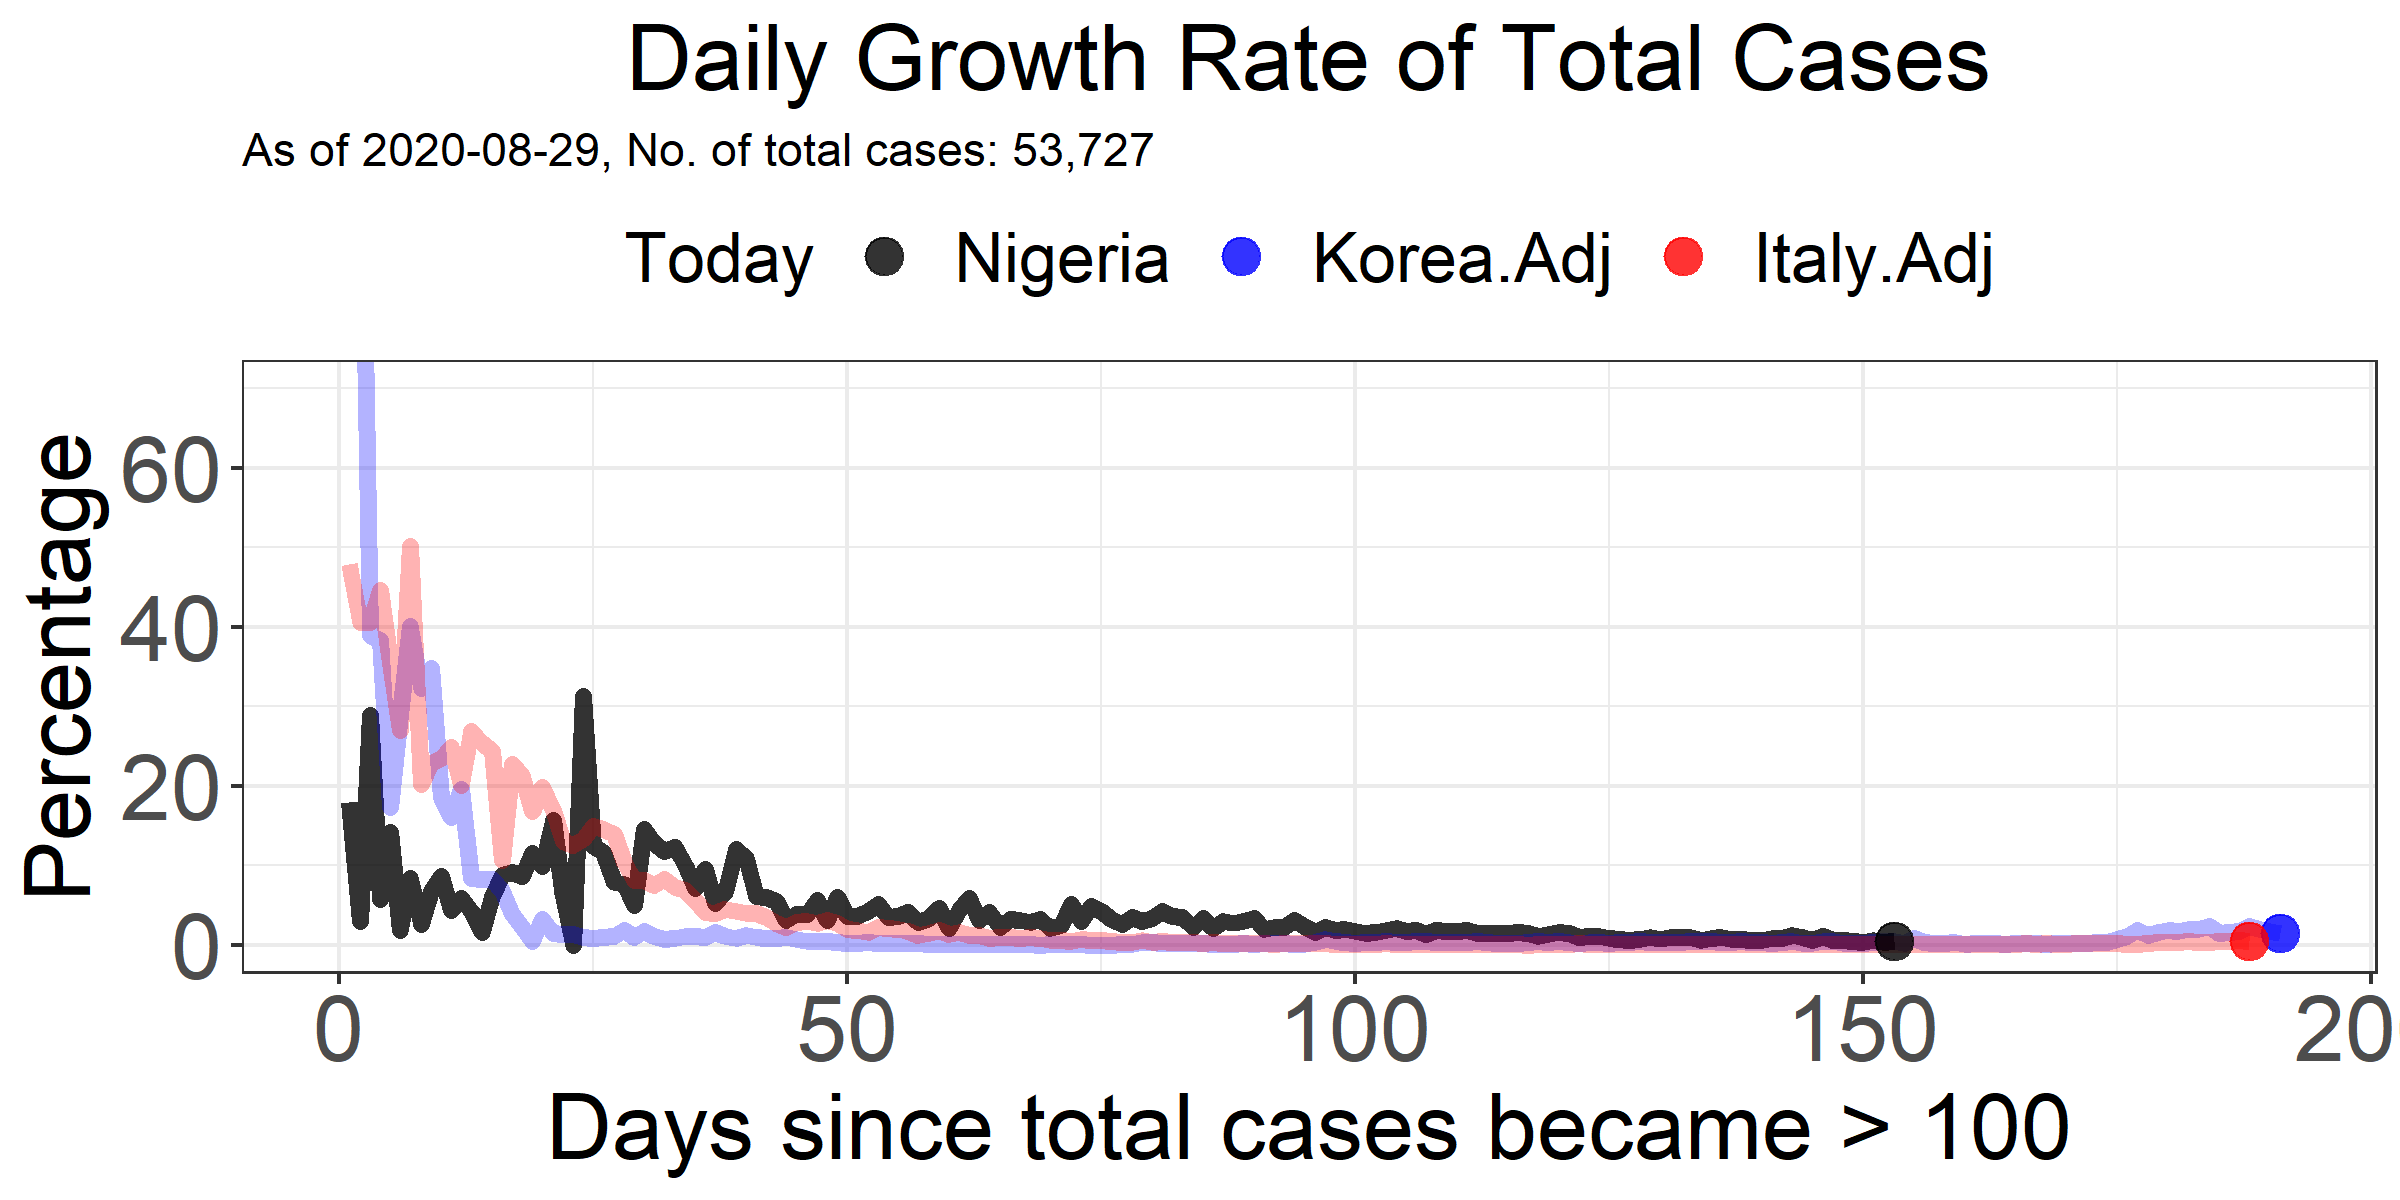 Daily Growth Rate of Total Cases
As of 2020-08-29, No. of total cases: 53,727
Today Nigeria Korea.Adj Italy.Adj
Percentage
60
40
20
0
0 50 100 150 20
Days since total cases became > 100